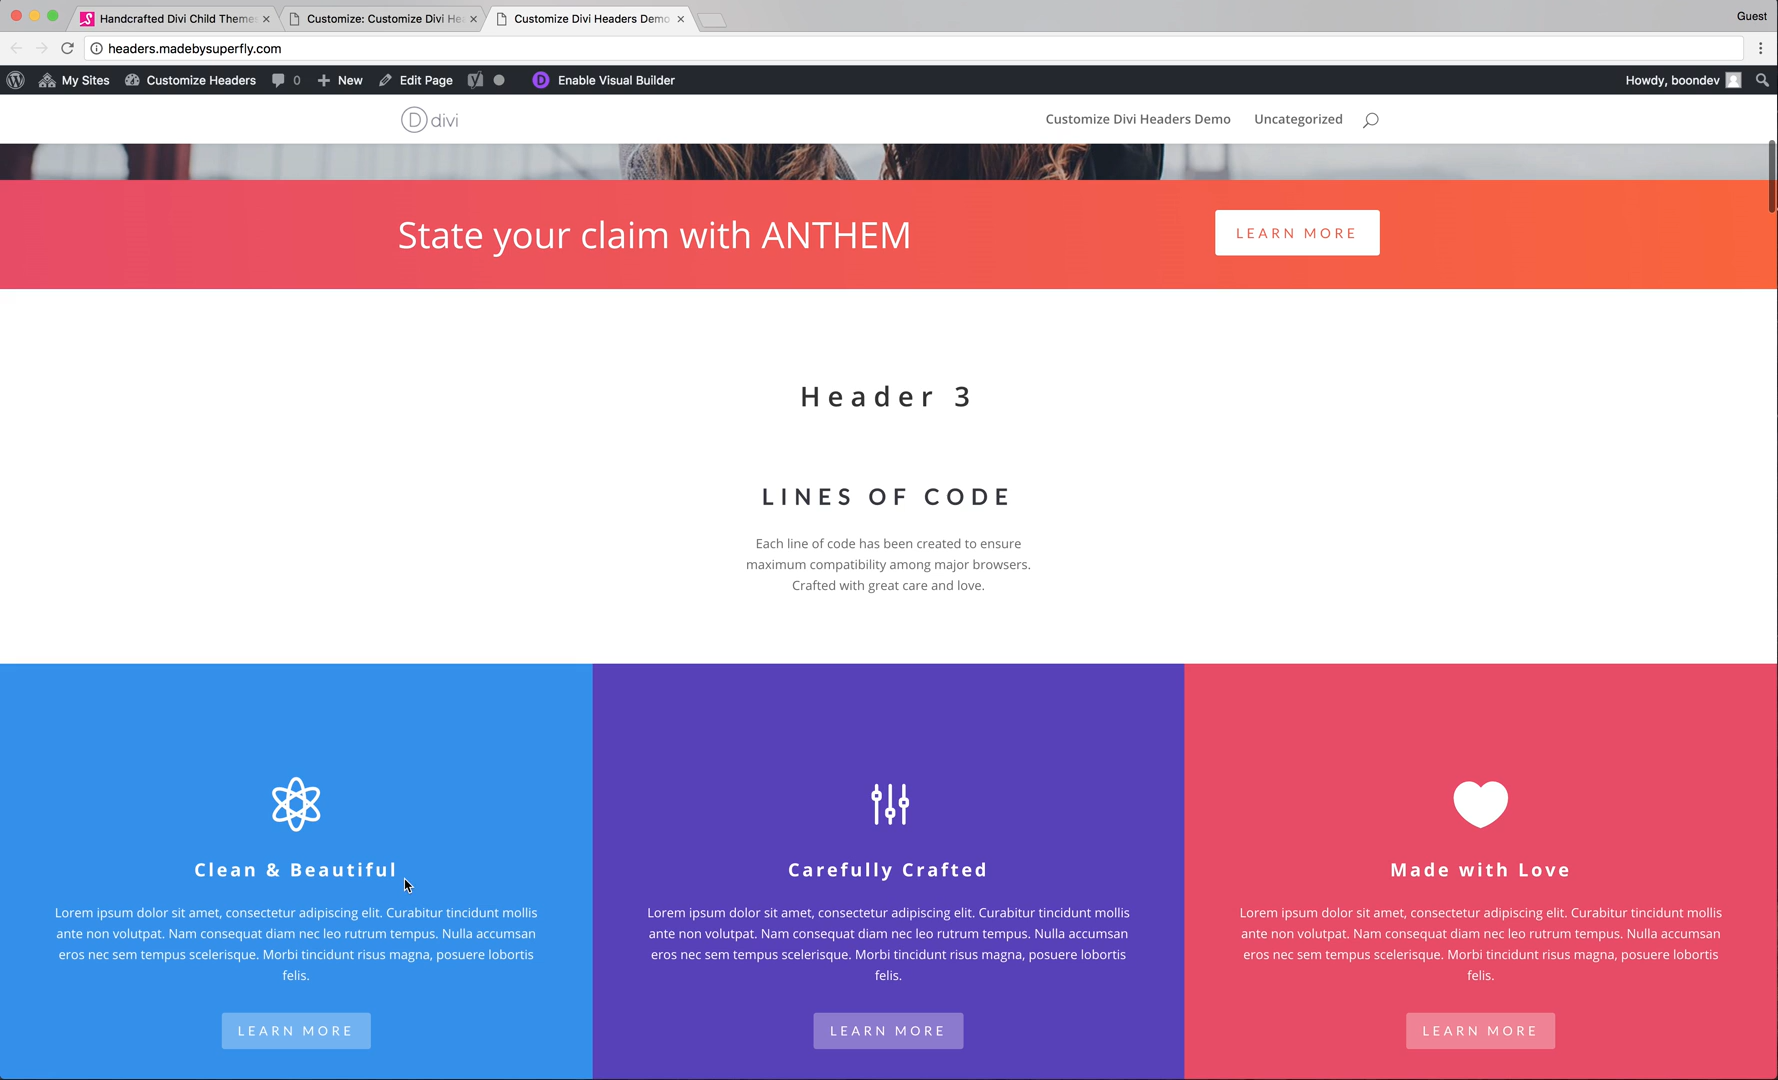 Handcrafted Divi Child Theme
Customize: Customize Divi He
Customize Divi Headers Demo
Guest
headers.madebysuperfly.com
My Sites
Customize Headers
0
New
Edit Page
Enable Visual Builder
Howdy, boondev
D divi
Customize Divi Headers Demo
Uncategorized
State your claim with ANTHEM
LEARN MORE
Header 3
LINES OF CODE
Each line of code has been created to ensure
maximum compatibility among major browsers.
Crafted with great care and love.
Clean & Beautiful
Lorem ipsum dolor sit amet, consectetur adipiscing elit. Curabitur tincidunt mollis
ante non volutpat. Nam consequat diam nec leo rutrum tempus. Nulla accumsan
eros nec sem tempus scelerisque. Morbi tincidunt risus magna, posuere lobortis
felis.
LEARN MORE
Carefully Crafted
Lorem ipsum dolor sit amet, consectetur adipiscing elit. Curabitur tincidunt mollis
ante non volutpat. Nam consequat diam nec leo rutrum tempus. Nulla accumsan
eros nec sem tempus scelerisque. Morbi tincidunt risus magna, posuere lobortis
felis.
LEARN MORE
Made with Love
Lorem ipsum dolor sit amet, consectetur adipiscing elit. Curabitur tincidunt mollis
ante non volutpat. Nam consequat diam nec leo rutrum tempus. Nulla accumsan
eros nec sem tempus scelerisque. Morbi tincidunt risus magna, posuere lobortis
felis.
LEARN MORE